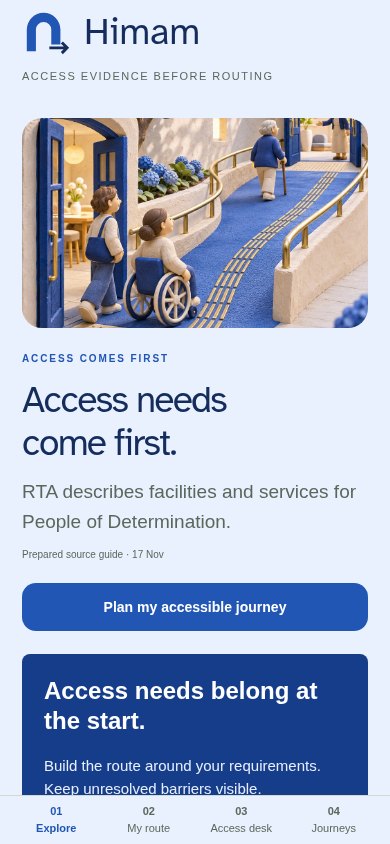 Himam
ACCESS EVIDENCE BEFORE ROUTING
ACCESS COMES FIRST
Access needs
come first.
RTA describes facilities and services for
People of Determination.
Prepared source guide · 17 Nov
Plan my accessible journey
Access needs belong at
the start.
Build the route around your requirements.
Keep unresolved barriers visible.
01 02 03 04
Explore My route Access desk Journeys